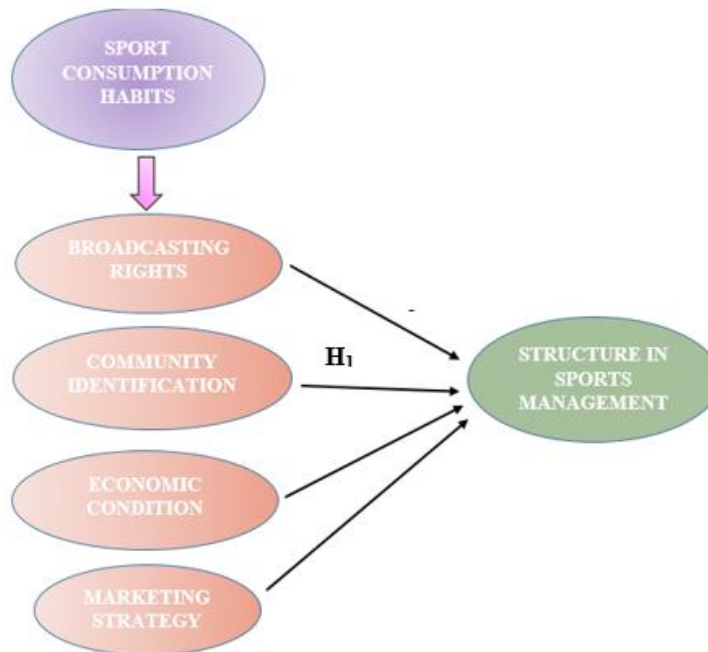 SPORT
CONSUMPTION
HABITS
BROADCASTING
RIGHTS
-
COMMUNITY
IDENTIFICATION
H1
STRUCTURE IN
SPORTS
MANAGEMENT
ECONOMIC
CONDITION
MARKETING
STRATEGY